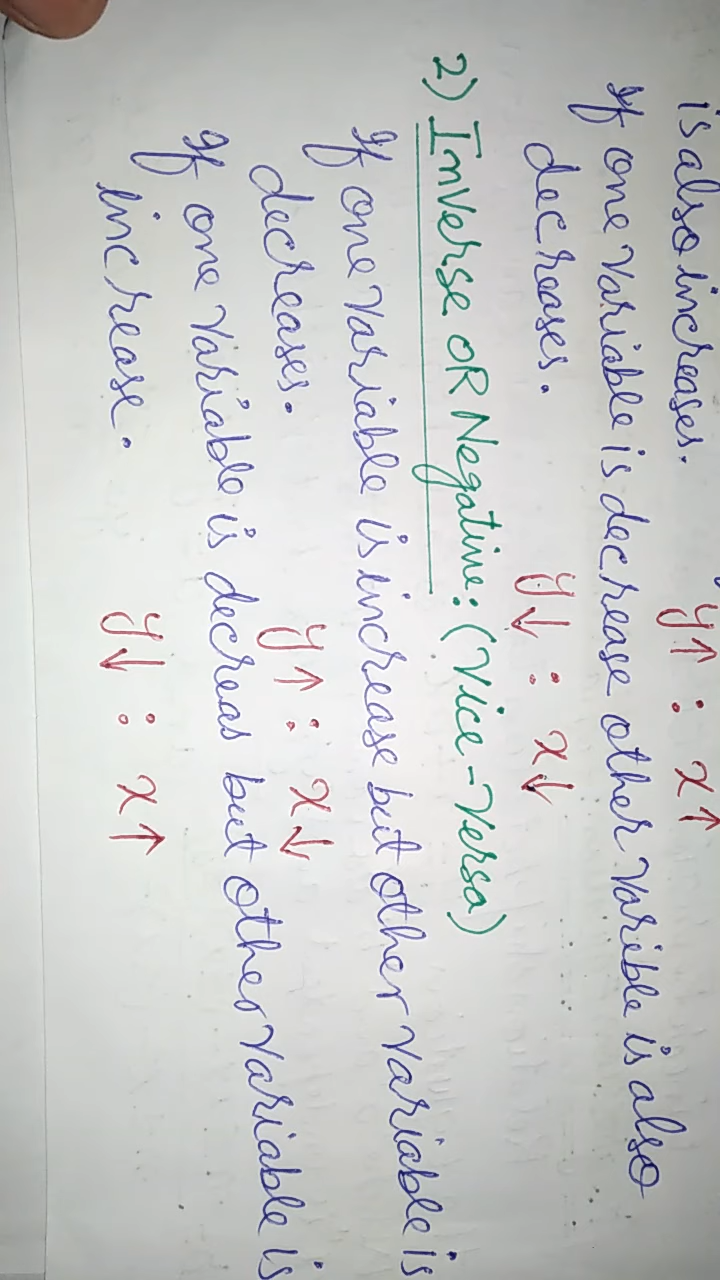 is also increases.
y↑ : x↑
If one variable is decrease other varible is also
decreases.
y↓ : x↓
2) Inverse OR Negative: (Vice-Versa)
If one variable is increase but other variable is
decreases.
y↑ : x↓
If one variable is decreas but other variable is
increase.
y↓ : x↑